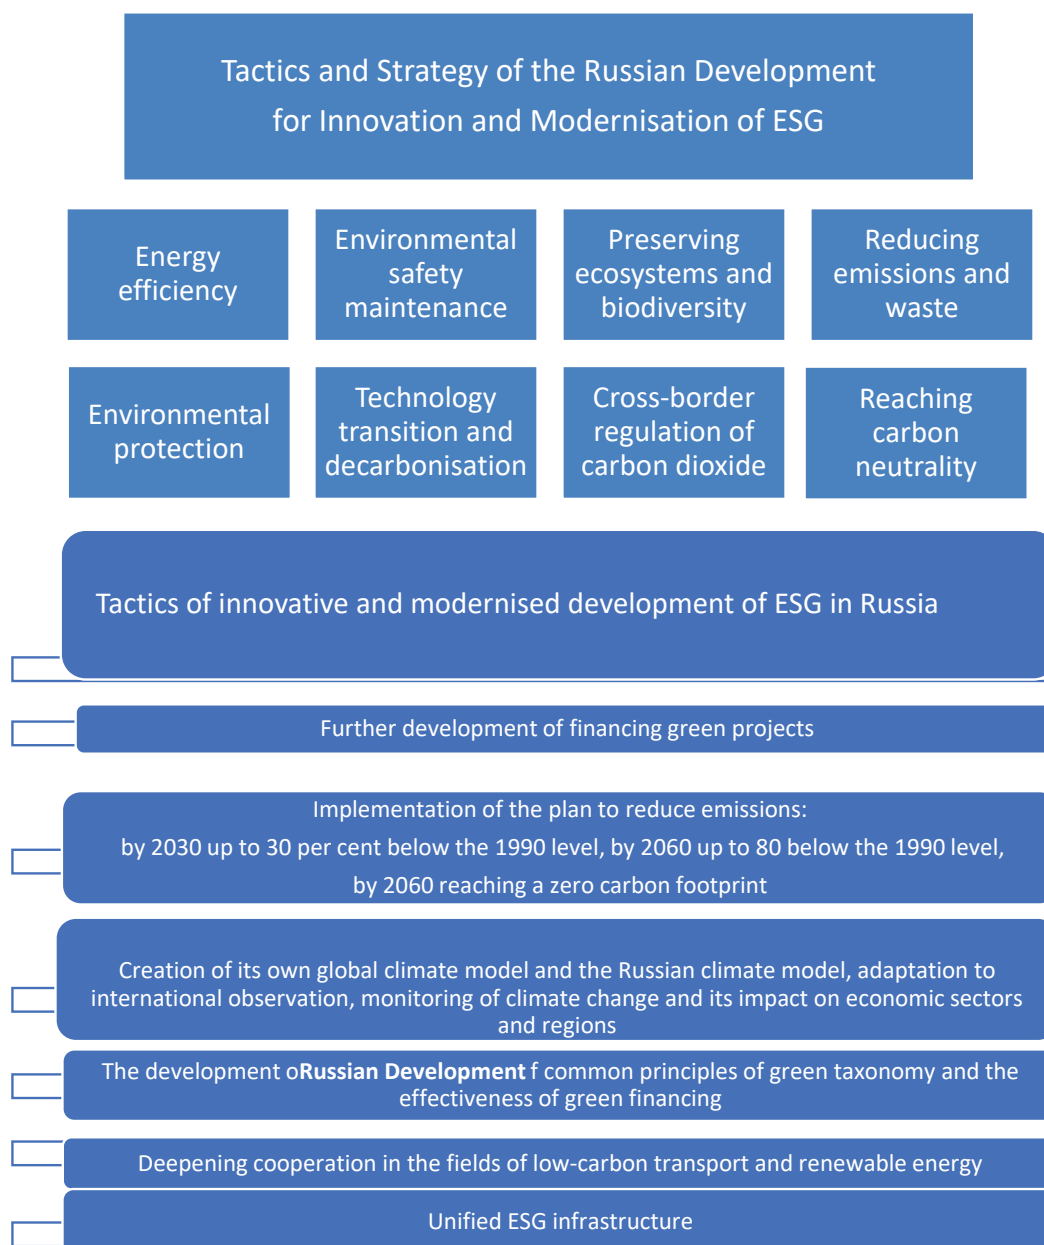 Tactics and Strategy of the Russian Development
for Innovation and Modernisation of ESG
Energy
efficiency
Environmental
safety
maintenance
Preserving
ecosystems and
biodiversity
Reducing
emissions and
waste
Environmental
protection
Technology
transition and
decarbonisation
Cross-border
regulation of
carbon dioxide
Reaching
carbon
neutrality
Tactics of innovative and modernised development of ESG in Russia
Further development of financing green projects
Implementation of the plan to reduce emissions:
by 2030 up to 30 per cent below the 1990 level, by 2060 up to 80 below the 1990 level,
by 2060 reaching a zero carbon footprint
Creation of its own global climate model and the Russian climate model, adaptation to
international observation, monitoring of climate change and its impact on economic sectors
and regions
The development oRussian Development f common principles of green taxonomy and the
effectiveness of green financing
Deepening cooperation in the fields of low-carbon transport and renewable energy
Unified ESG infrastructure